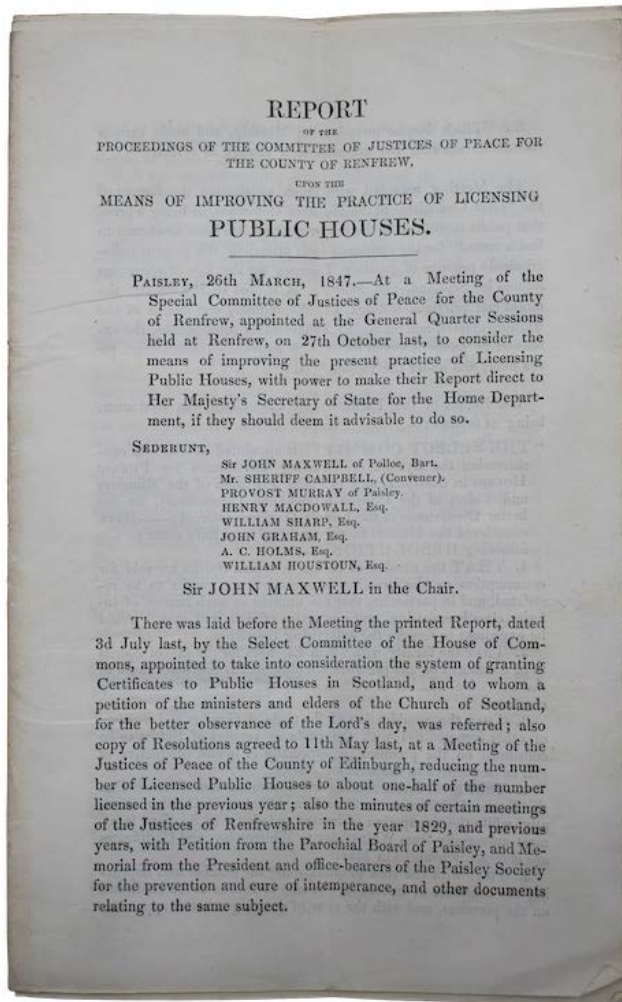 REPORT
OF THE
PROCEEDINGS OF THE COMMITTEE OF JUSTICES OF PEACE FOR
THE COUNTY OF RENFREW,
UPON THE
MEANS OF IMPROVING THE PRACTICE OF LICENSING
PUBLIC HOUSES.
PAISLEY, 26th MARCH, 1847.—At a Meeting of the
Special Committee of Justices of Peace for the County
of Renfrew, appointed at the General Quarter Sessions
held at Renfrew, on 27th October last, to consider the
means of improving the present practice of Licensing
Public Houses, with power to make their Report direct to
Her Majesty's Secretary of State for the Home Depart-
ment, if they should deem it advisable to do so.
SEDERUNT,
Sir JOHN MAXWELL of Polloc, Bart.
Mr. SHERIFF CAMPBELL, (Convener).
PROVOST MURRAY of Paisley.
HENRY MACDOWALL, Esq.
WILLIAM SHARP, Esq.
JOHN GRAHAM, Esq.
A. C. HOLMS, Esq.
WILLIAM HOUSTOUN, Esq.
Sir JOHN MAXWELL in the Chair.
There was laid before the Meeting the printed Report, dated
3d July last, by the Select Committee of the House of Com-
mons, appointed to take into consideration the system of granting
Certificates to Public Houses in Scotland, and to whom a
petition of the ministers and elders of the Church of Scotland,
for the better observance of the Lord's day, was referred; also
copy of Resolutions agreed to 11th May last, at a Meeting of the
Justices of Peace of the County of Edinburgh, reducing the num-
ber of Licensed Public Houses to about one-half of the number
licensed in the previous year; also the minutes of certain meetings
of the Justices of Renfrewshire in the year 1829, and previous
years, with Petition from the Parochial Board of Paisley, and Me-
morial from the President and office-bearers of the Paisley Society
for the prevention and cure of intemperance, and other documents
relating to the same subject.